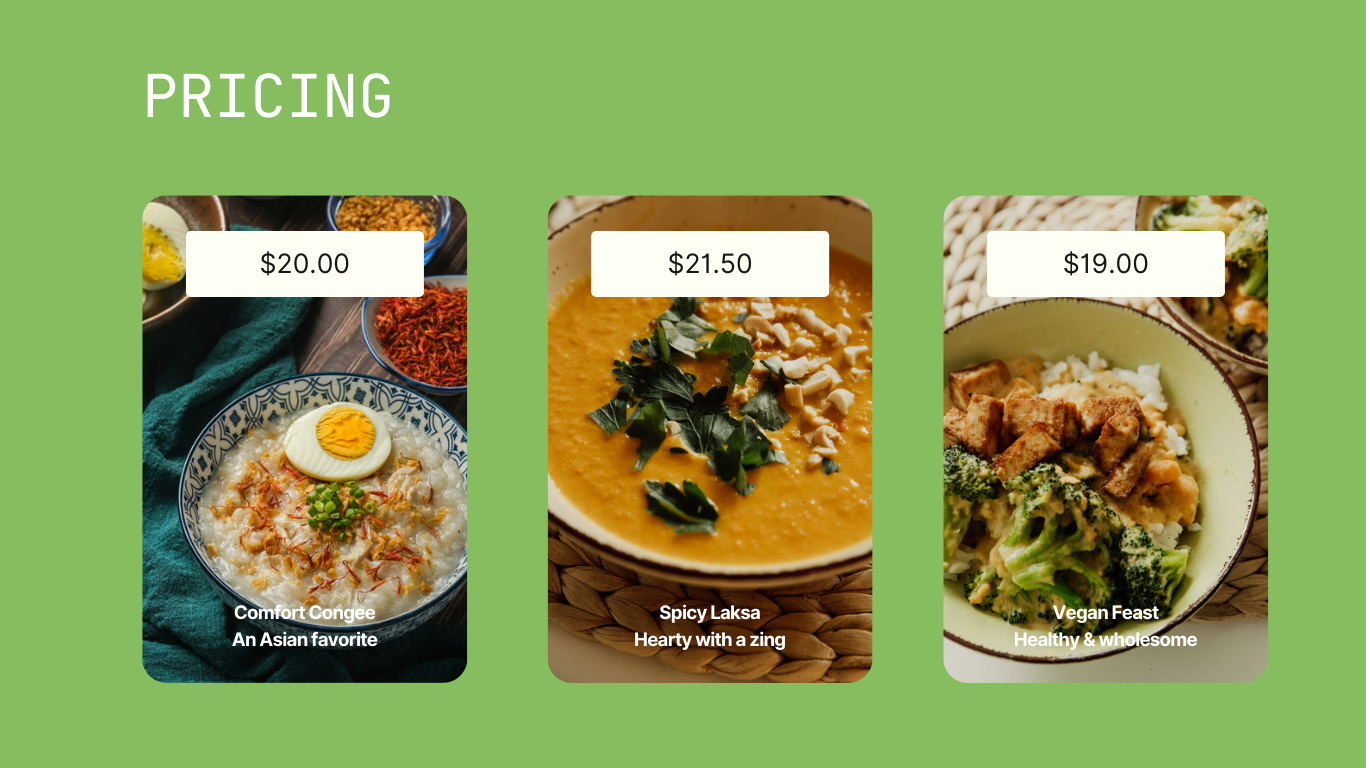 PRICING
$20.00
Comfort Congee
An Asian favorite
$21.50
Spicy Laksa
Hearty with a zing
$19.00
Vegan Feast
Healthy & wholesome